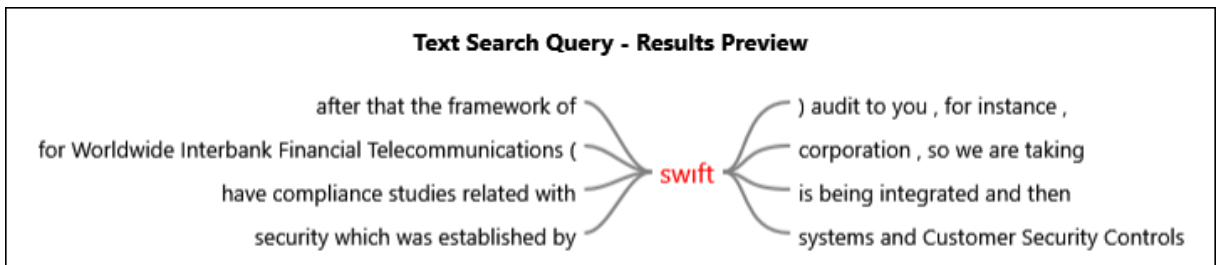 Text Search Query - Results Preview
after that the framework of
for Worldwide Interbank Financial Telecommunications (
have compliance studies related with
security which was established by
swift
) audit to you , for instance ,
corporation , so we are taking
is being integrated and then
systems and Customer Security Controls